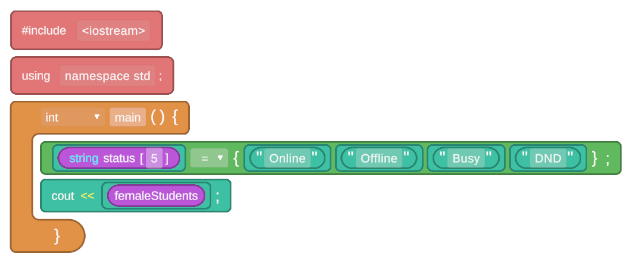 #include <iostream>
using namespace std ;
int main () {
string status [ 5 ] = { "Online" "Offline" "Busy" "DND" } ;
cout << femaleStudents ;
}